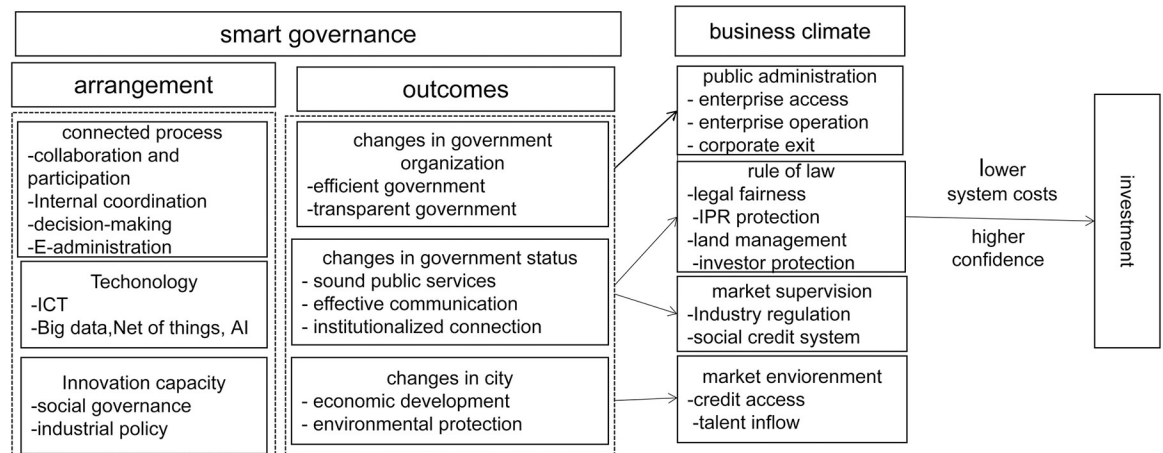 smart governance
business climate
arrangement
outcomes
connected process
-collaboration and
participation
-Internal coordination
-decision-making
-E-administration
Techonology
-ICT
-Big data,Net of things, AI
Innovation capacity
-social governance
-industrial policy
changes in government
organization
-efficient government
-transparent government
changes in government status
- sound public services
- effective communication
- institutionalized connection
changes in city
- economic development
- environmental protection
public administration
- enterprise access
- enterprise operation
- corporate exit
rule of law
-legal fairness
-IPR protection
-land management
-investor protection
market supervision
-Industry regulation
-social credit system
market enviorenment
-credit access
-talent inflow
lower
system costs
higher
confidence
investment